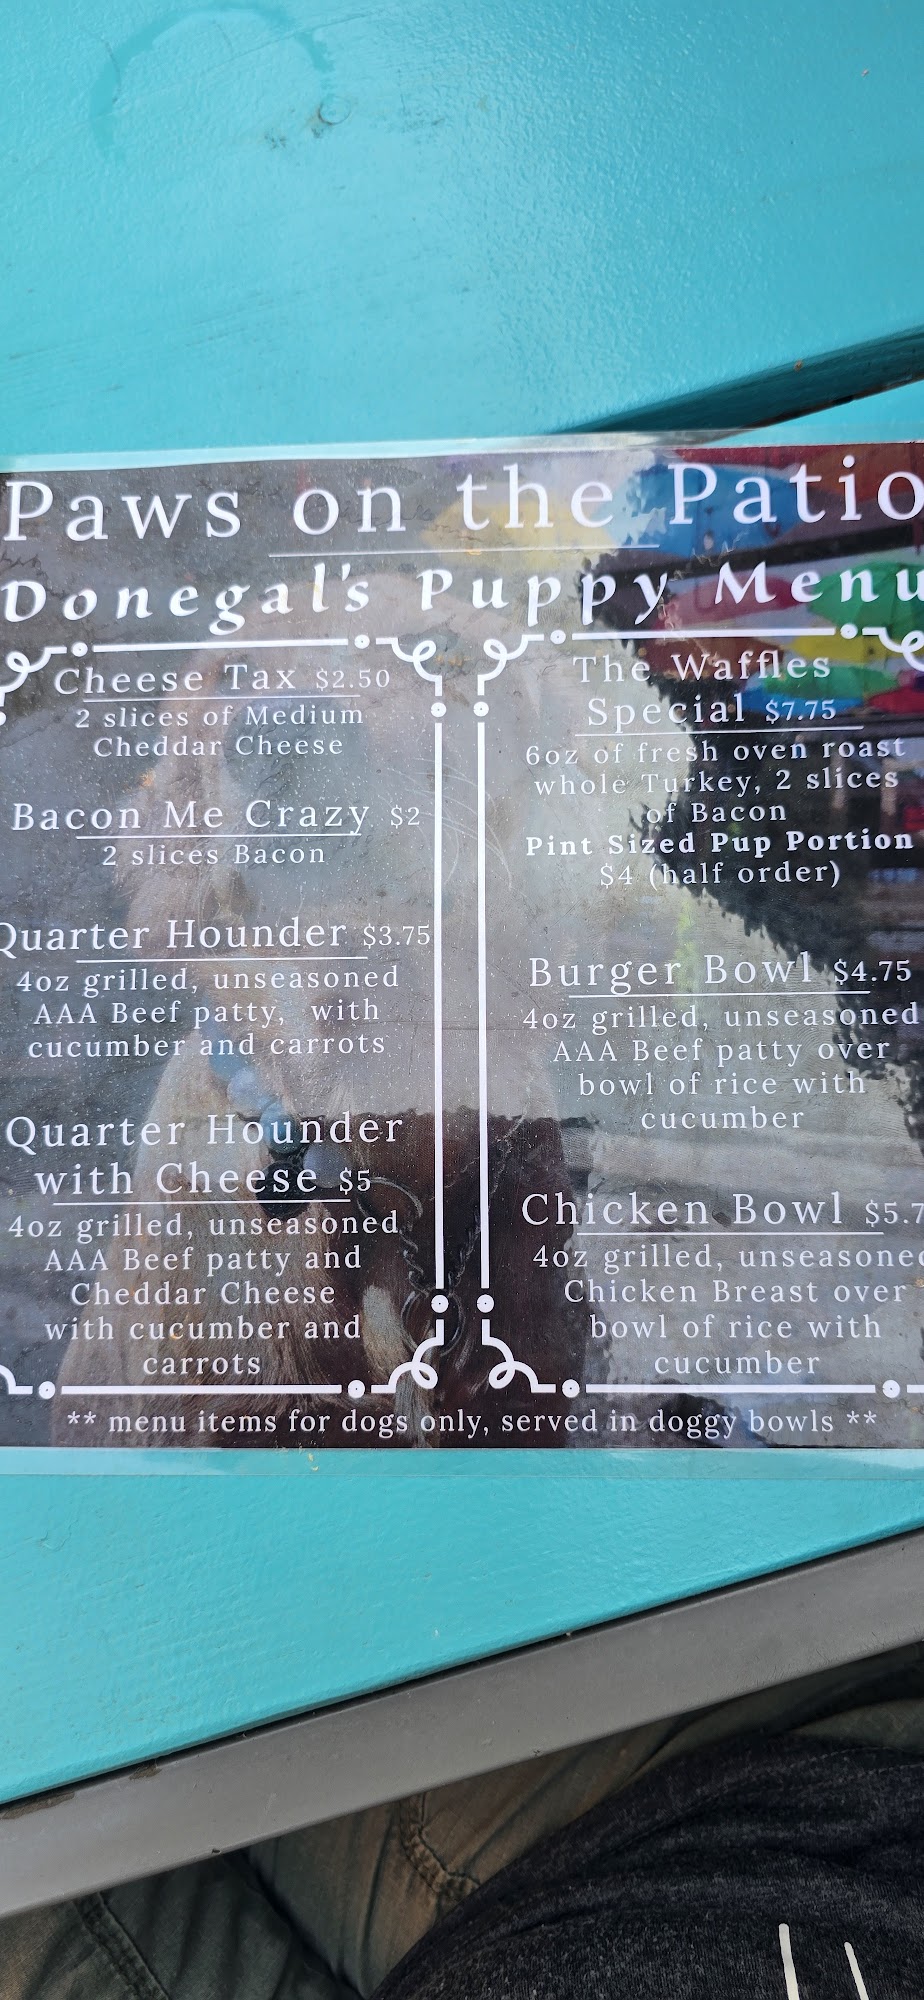 Paws on the Patio
Donegal's Puppy Menu
Cheese Tax $2.50
2 slices of Medium
Cheddar Cheese
Bacon Me Crazy $2
2 slices Bacon
Quarter Hounder $3.75
4oz grilled, unseasoned
AAA Beef patty, with
cucumber and carrots
Quarter Hounder
with Cheese $5
4oz grilled, unseasoned
AAA Beef patty and
Cheddar Cheese
with cucumber and
carrots
The Waffles
Special $7.75
6oz of fresh oven roast
whole Turkey, 2 slices
of Bacon
Pint Sized Pup Portion
$4 (half order)
Burger Bowl $4.75
4oz grilled, unseasoned
AAA Beef patty over
bowl of rice with
cucumber
Chicken Bowl $5.7
4oz grilled, unseasoned
Chicken Breast over
bowl of rice with
cucumber
** menu items for dogs only, served in doggy bowls **